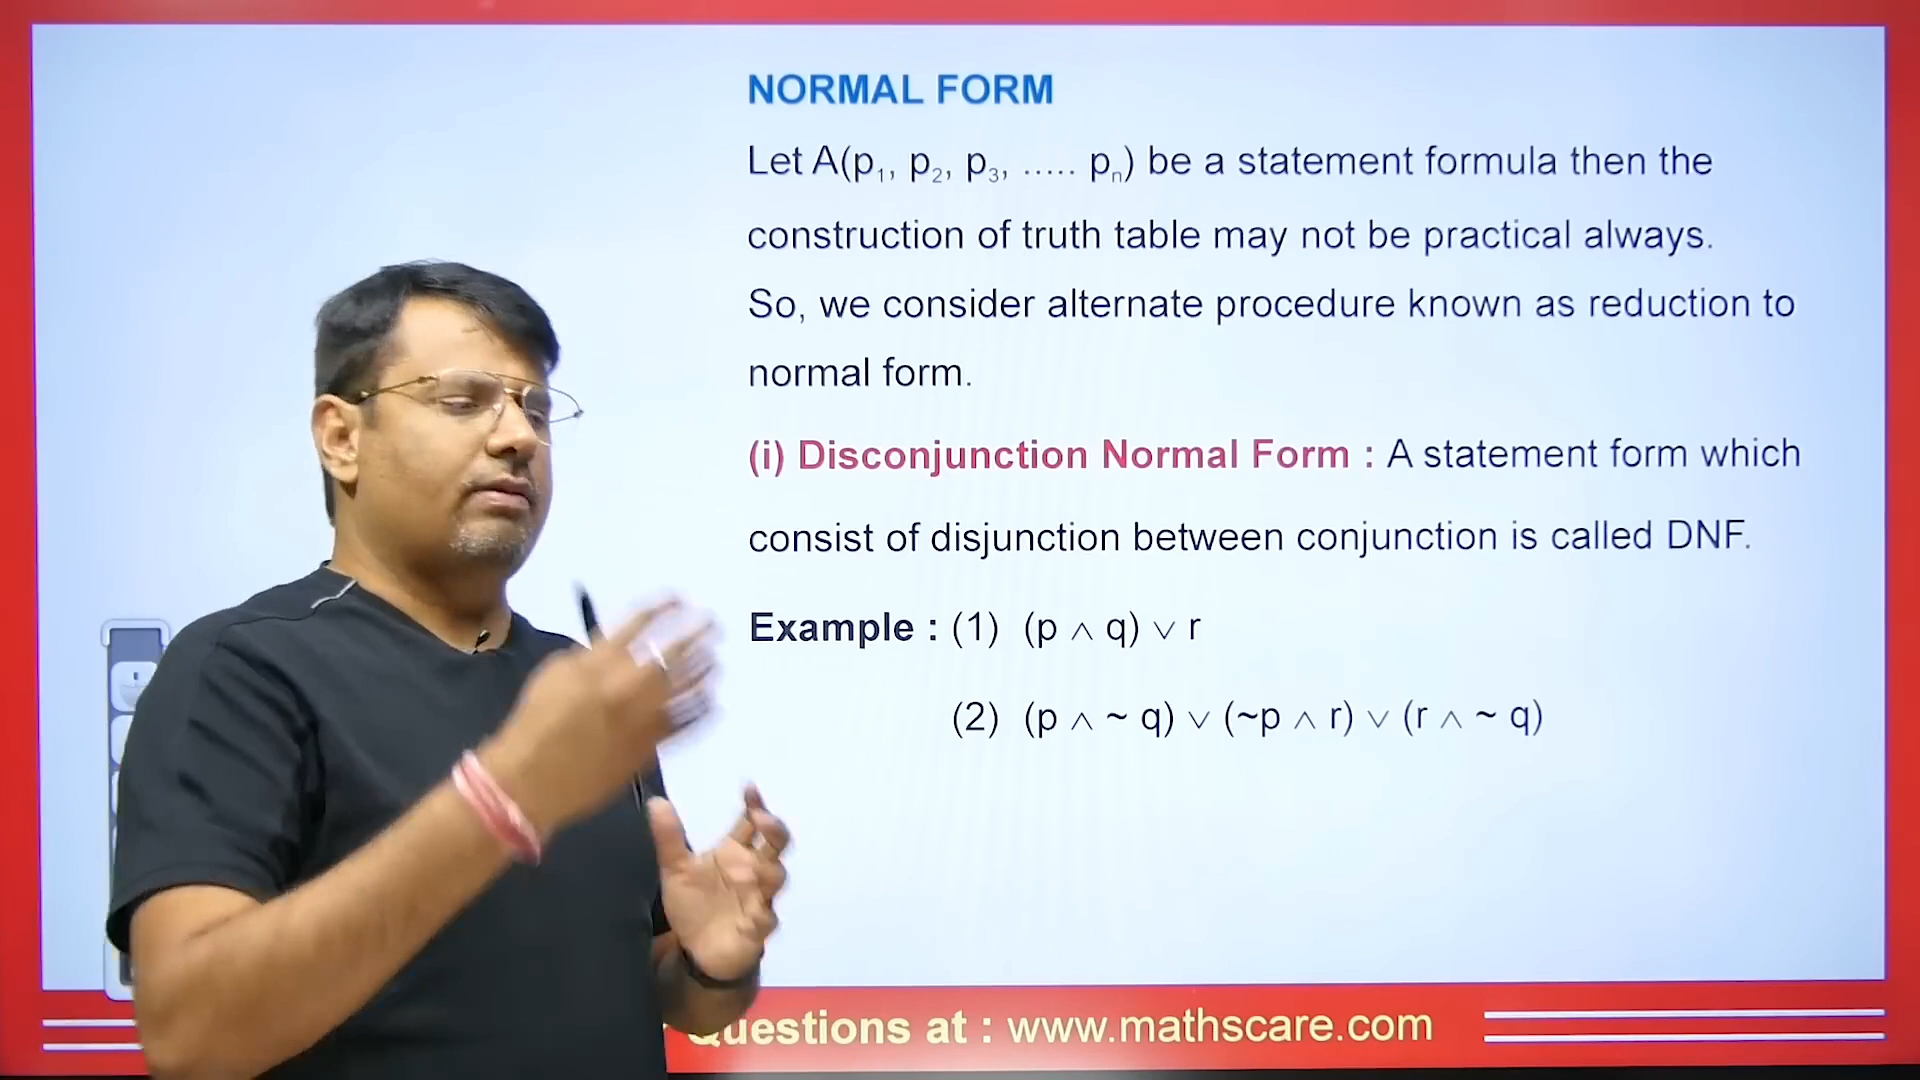 NORMAL FORM
Let A(p₁, p₂, p₃, ..... pₙ) be a statement formula then the
construction of truth table may not be practical always.
So, we consider alternate procedure known as reduction to
normal form.
(i) Disconjunction Normal Form : A statement form which
consist of disjunction between conjunction is called DNF.
Example : (1) (p ∧ q) ∨ r
(2) (p ∧ ~ q) ∨ (~p ∧ r) ∨ (r ∧ ~ q)
Questions at : www.mathscare.com